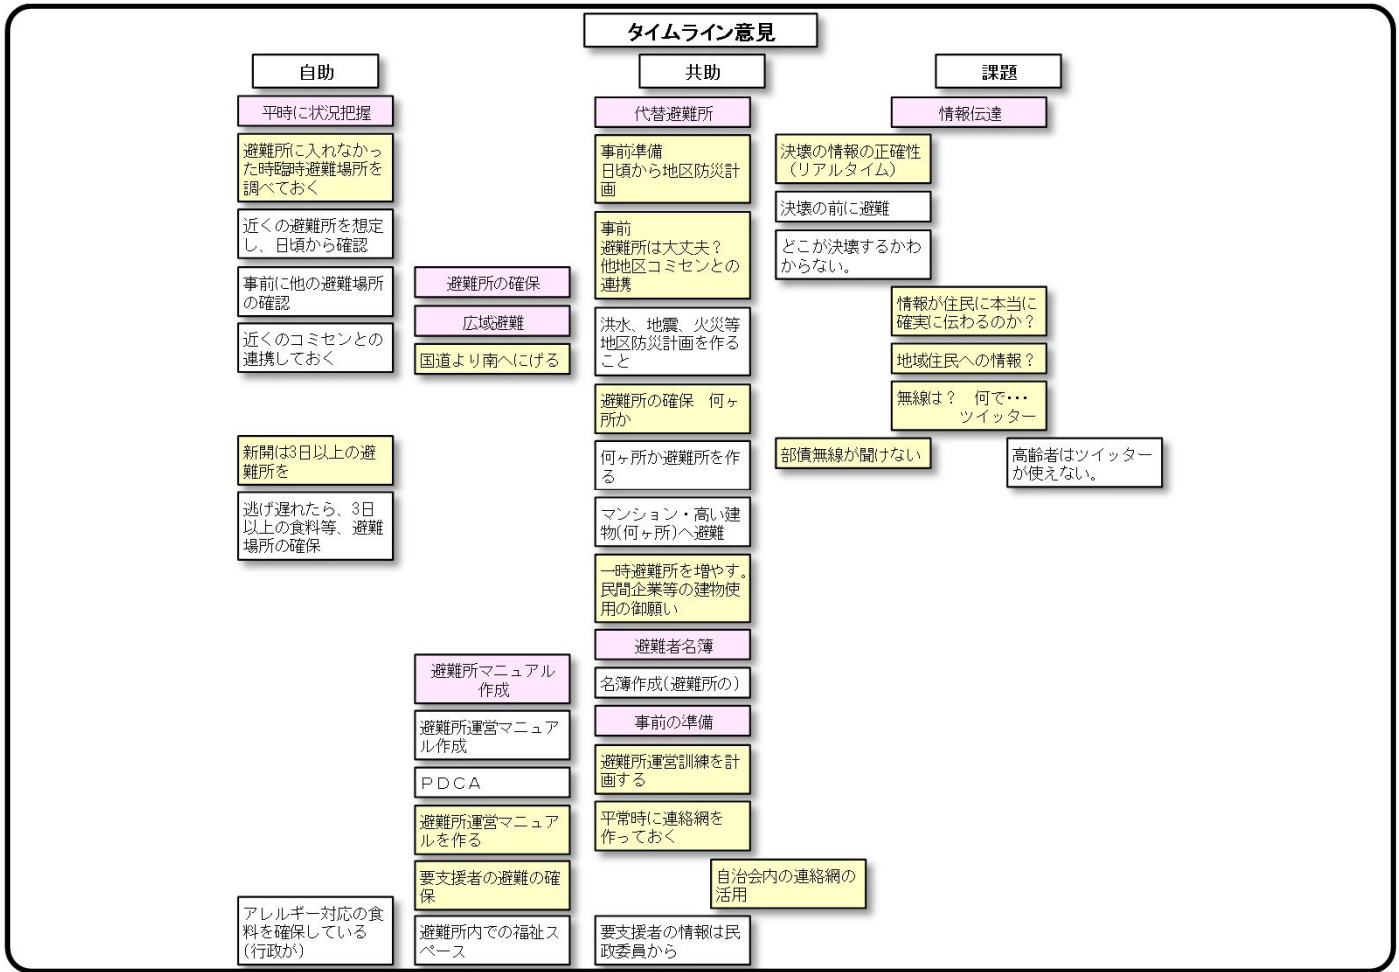 タイムライン意見
自助
平時に状況把握
避難所に入れなかっ
た時臨時避難場所を
調べておく
近くの避難所を想定
し、日頃から確認
事前に他の避難場所
の確認
近くのコミセンとの
連携しておく
新開は3日以上の避
難所を
逃げ遅れたら、3日
以上の食料等、避難
場所の確保
アレルギー対応の食
料を確保している
(行政が)
避難所の確保
広域避難
国道より南へにげる
避難所マニュアル
作成
避難所運営マニュア
ル作成
PDCA
避難所運営マニュア
ルを作る
要支援者の避難の確
保
避難所内での福祉ス
ペース
共助
代替避難所
事前準備
日頃から地区防災計
画
事前
避難所は大丈夫？
他地区コミセンとの
連携
洪水、地震、火災等
地区防災計画を作る
こと
避難所の確保　何ヶ
所か
何ヶ所か避難所を作
る
マンション・高い建
物(何ヶ所)へ避難
一時避難所を増やす。
民間企業等の建物使
用の御願い
避難者名簿
名簿作成(避難所の)
事前の準備
避難所運営訓練を計
画する
平常時に連絡網を
作っておく
自治会内の連絡網の
活用
要支援者の情報は民
政委員から
課題
情報伝達
決壊の情報の正確性
（リアルタイム）
決壊の前に避難
どこが決壊するかわ
からない。
情報が住民に本当に
確実に伝わるのか？
地域住民への情報？
無線は？　何で・・・
ツイッター
部債無線が聞けない
高齢者はツイッター
が使えない。